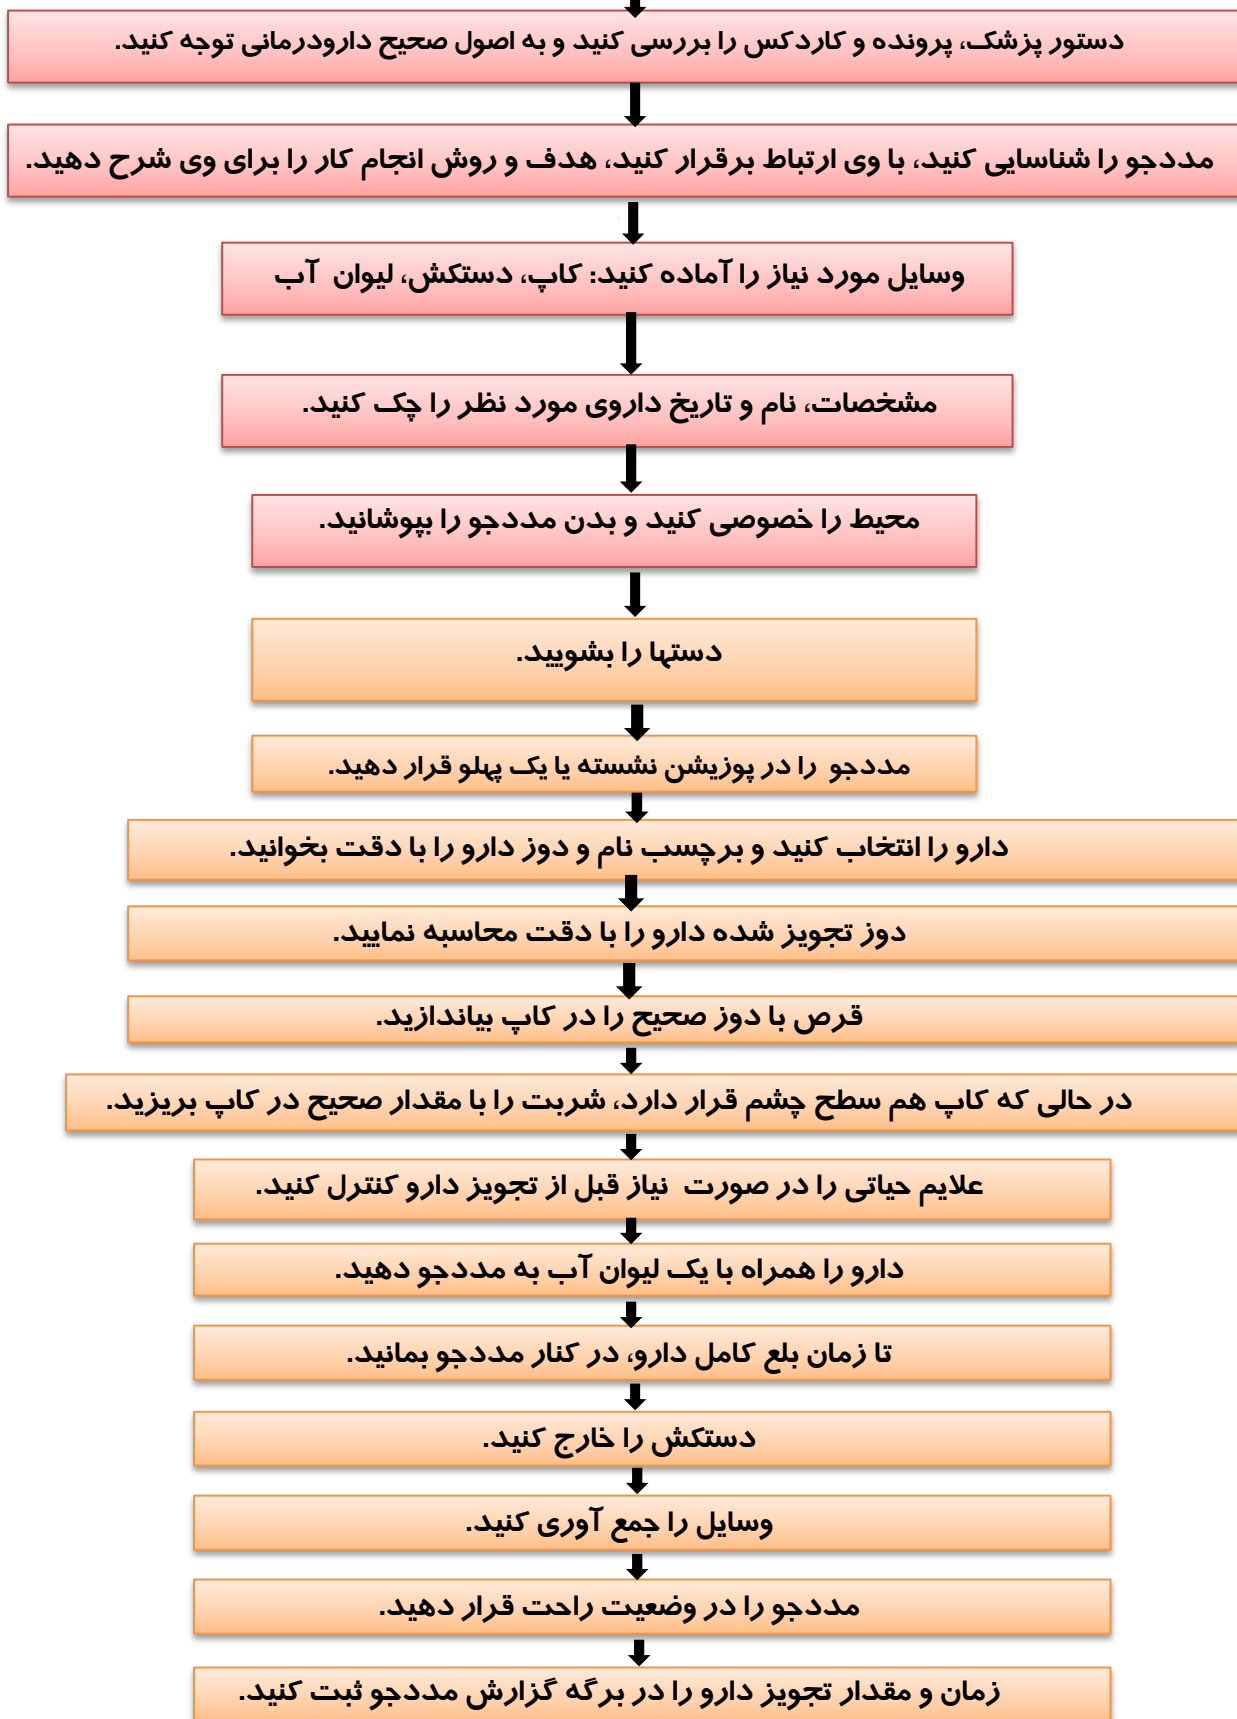 دستور پزشک، پرونده و کاردکس را بررسی کنید و به اصول صحیح دارودرمانی توجه کنید.
مددجو را شناسایی کنید، با وی ارتباط برقرار کنید، هدف و روش انجام کار را برای وی شرح دهید.
وسایل مورد نیاز را آماده کنید: کاپ، دستکش، لیوان آب
مشخصات، نام و تاریخ داروی مورد نظر را چک کنید.
محیط را خصوصی کنید و بدن مددجو را بپوشانید.
دستها را بشویید.
مددجو را در پوزیشن نشسته یا یک پهلو قرار دهید.
دارو را انتخاب کنید و برچسب نام و دوز دارو را با دقت بخوانید.
دوز تجویز شده دارو را با دقت محاسبه نمایید.
قرص با دوز صحیح را در کاپ بیاندازید.
در حالی که کاپ هم سطح چشم قرار دارد، شربت را با مقدار صحیح در کاپ بریزید.
علایم حیاتی را در صورت نیاز قبل از تجویز دارو کنترل کنید.
دارو را همراه با یک لیوان آب به مددجو دهید.
تا زمان بلع کامل دارو، در کنار مددجو بمانید.
دستکش را خارج کنید.
وسایل را جمع آوری کنید.
مددجو را در وضعیت راحت قرار دهید.
زمان و مقدار تجویز دارو را در برگه گزارش مددجو ثبت کنید.